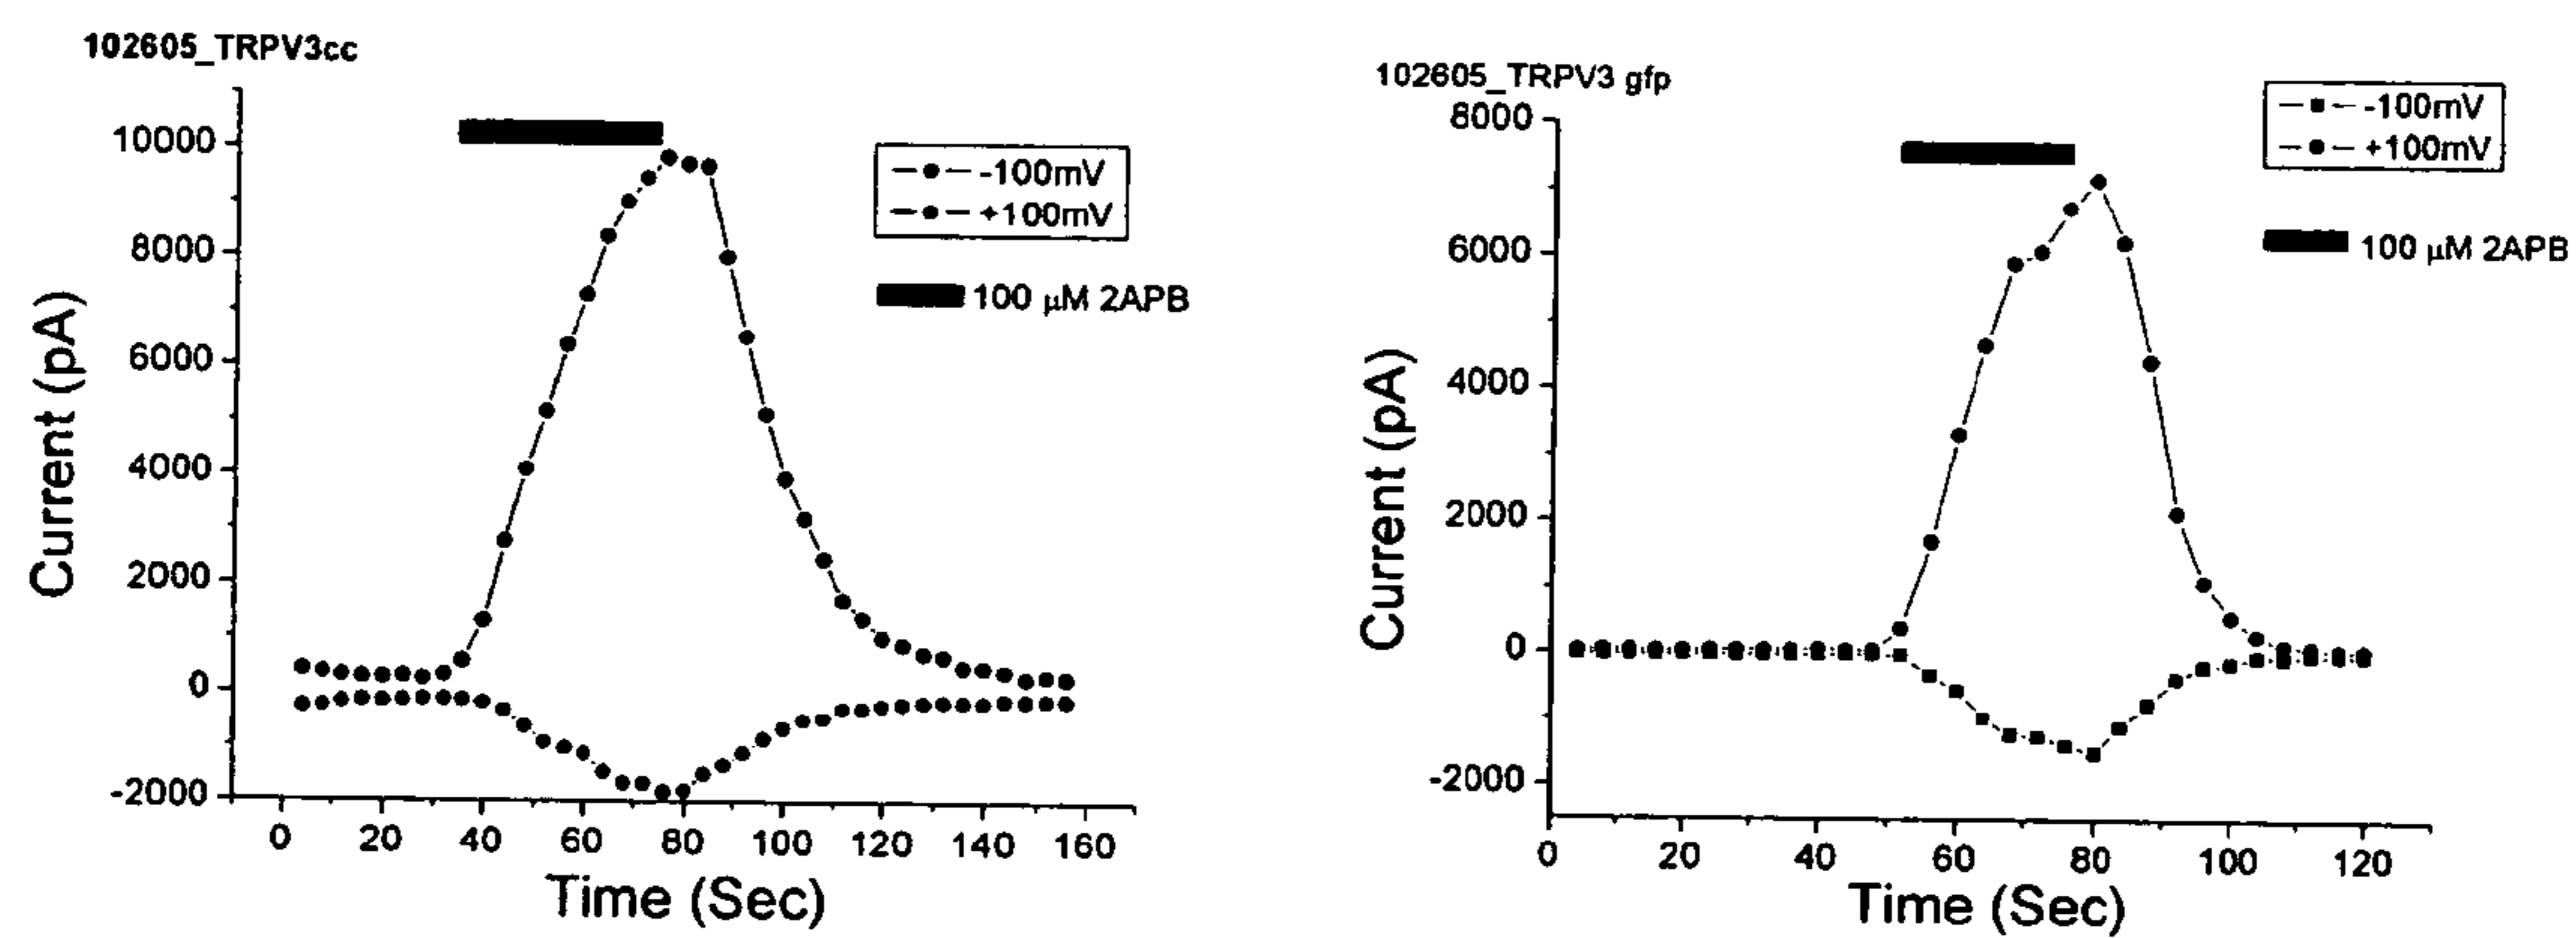 102605_TRPV3cc
10000
8000
6000
4000
2000
0
-2000
Current (pA)
0 20 40 60 80 100 120 140 160
Time (Sec)
-100mV
+100mV
100 μM 2APB
102605_TRPV3 gfp
8000
6000
4000
2000
0
-2000
Current (pA)
0 20 40 60 80 100 120
Time (Sec)
-100mV
+100mV
100 μM 2APB